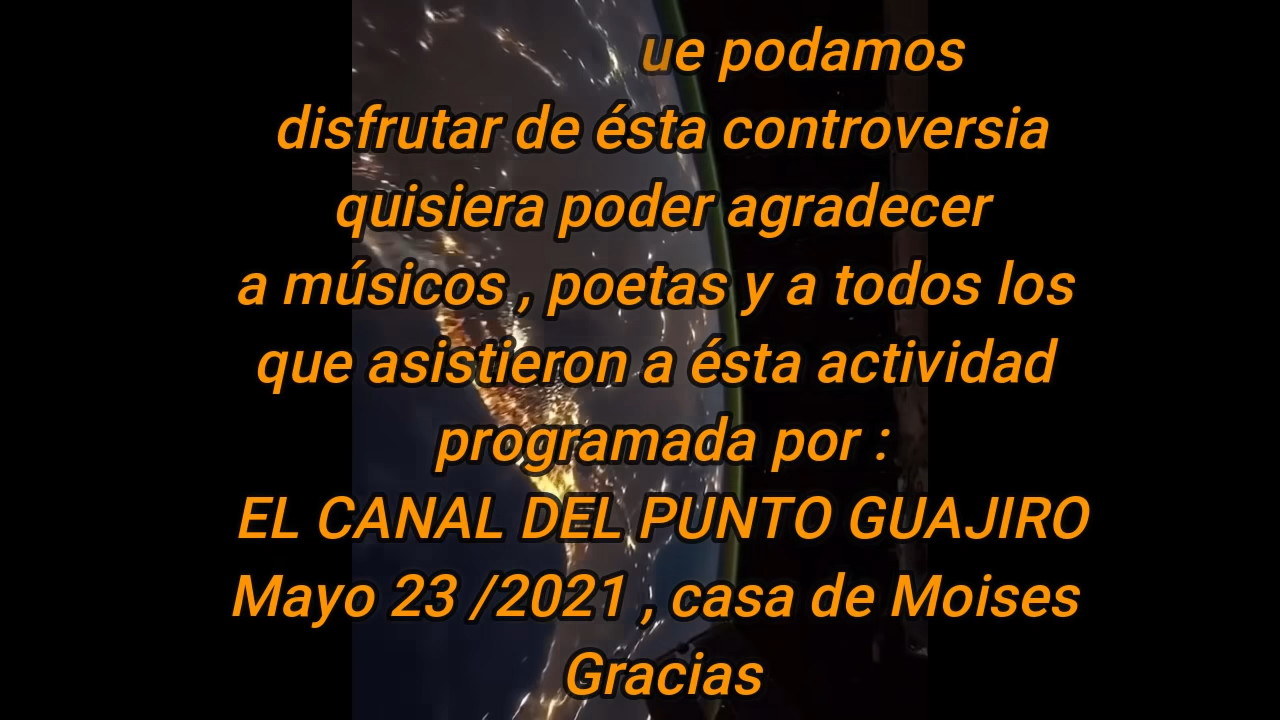 ue podamos
disfrutar de ésta controversia
quisiera poder agradecer
a músicos , poetas y a todos los
que asistieron a ésta actividad
programada por :
EL CANAL DEL PUNTO GUAJIRO
Mayo 23 /2021 , casa de Moises
Gracias